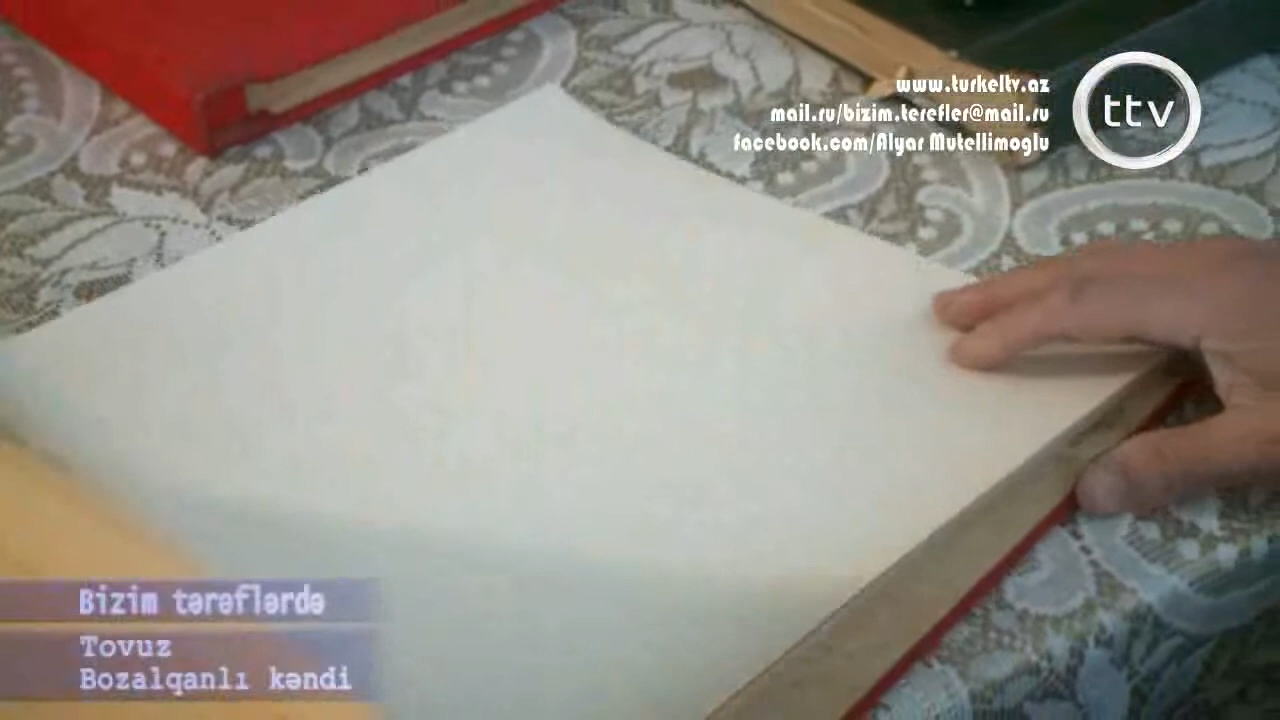 www.turkeltv.az
mail.ru/bizim.terefler@mail.ru
facebook.com/Alyar Mutellimoglu
ttv
Bizim tərəflərdə
Tovuz
Bozalqanlı kəndi